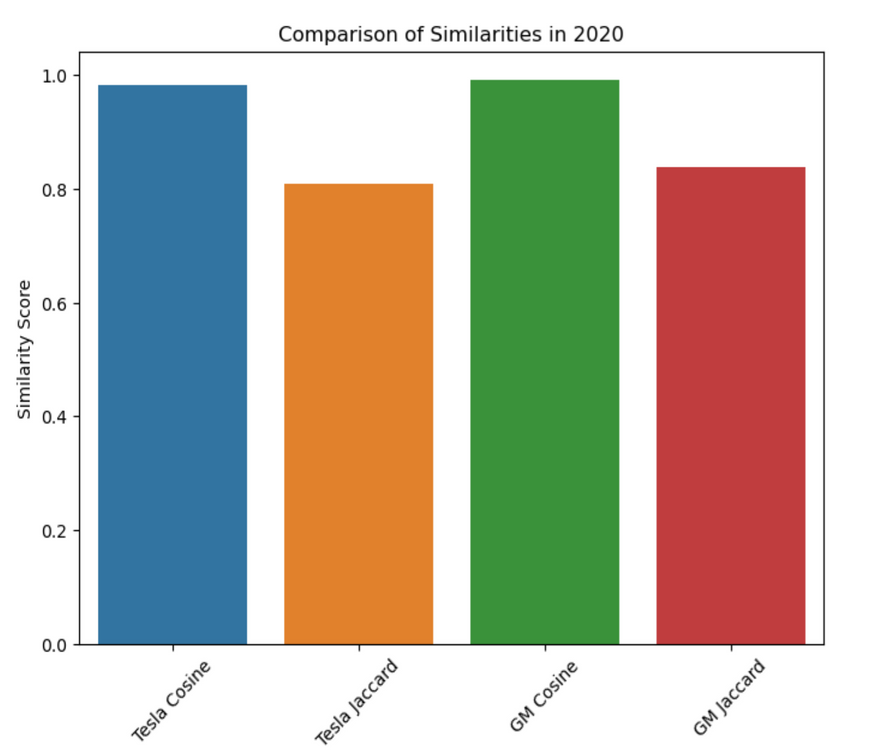 Comparison of Similarities in 2020
Similarity Score
1.0
0.8
0.6
0.4
0.2
0.0
Tesla Cosine
Tesla Jaccard
GM Cosine
GM Jaccard